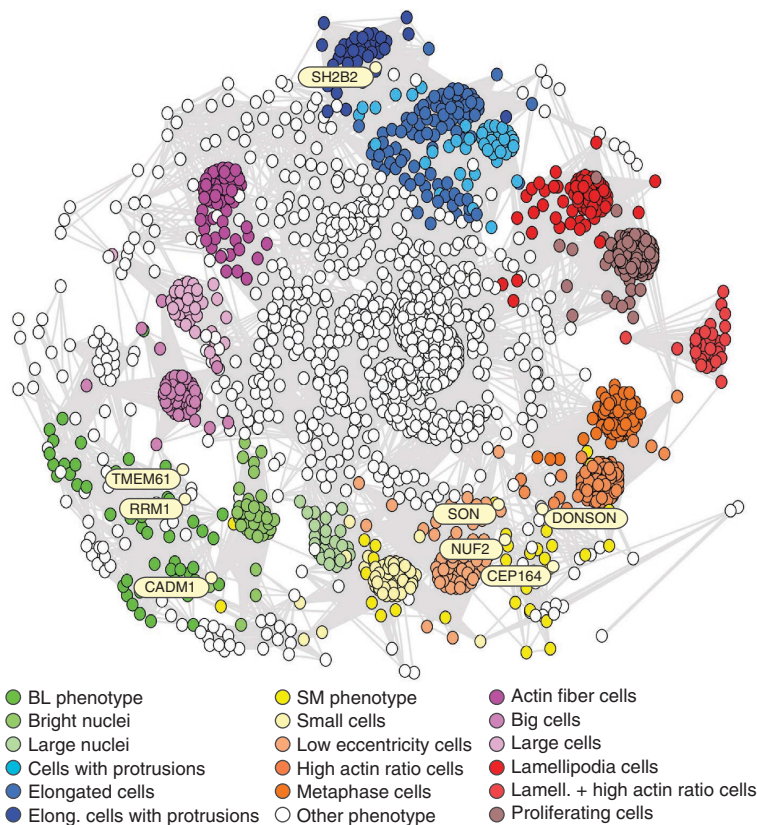 SH2B2
TMEM61
RRM1
SON
DONSON
NUF2
CEP164
CADM1
BL phenotype
Bright nuclei
Large nuclei
Cells with protrusions
Elongated cells
Elong. cells with protrusions
SM phenotype
Small cells
Low eccentricity cells
High actin ratio cells
Metaphase cells
Other phenotype
Actin fiber cells
Big cells
Large cells
Lamellipodia cells
Lamell. + high actin ratio cells
Proliferating cells